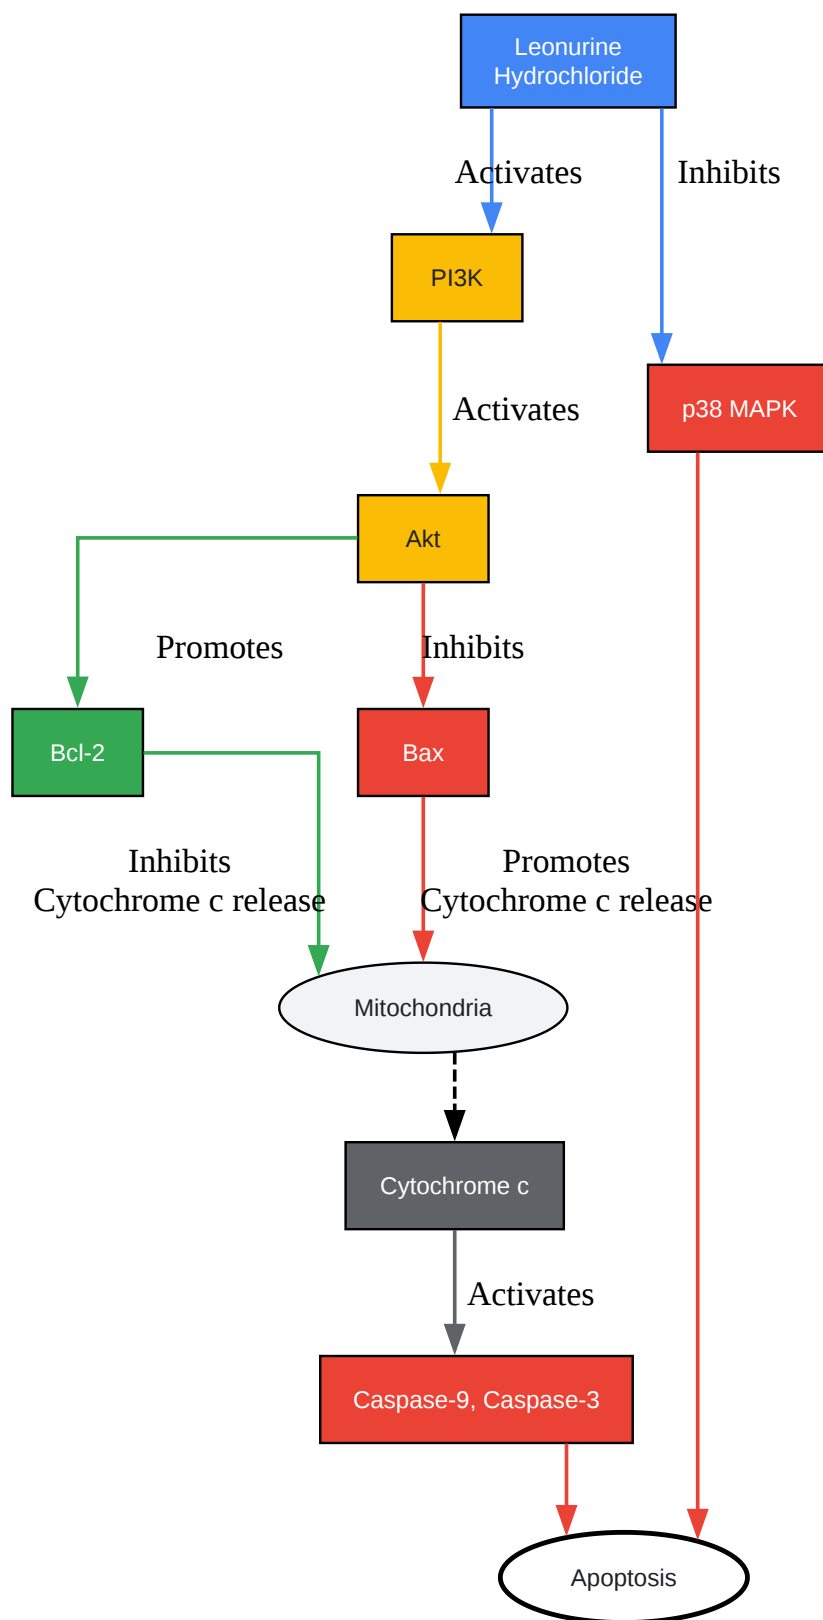 Leonurine
Hydrochloride
Activates
Inhibits
PI3K
Activates
p38 MAPK
Akt
Promotes
Inhibits
Bcl-2
Bax
Inhibits
Cytochrome c release
Promotes
Cytochrome c release
Mitochondria
Cytochrome c
Activates
Caspase-9, Caspase-3
Apoptosis